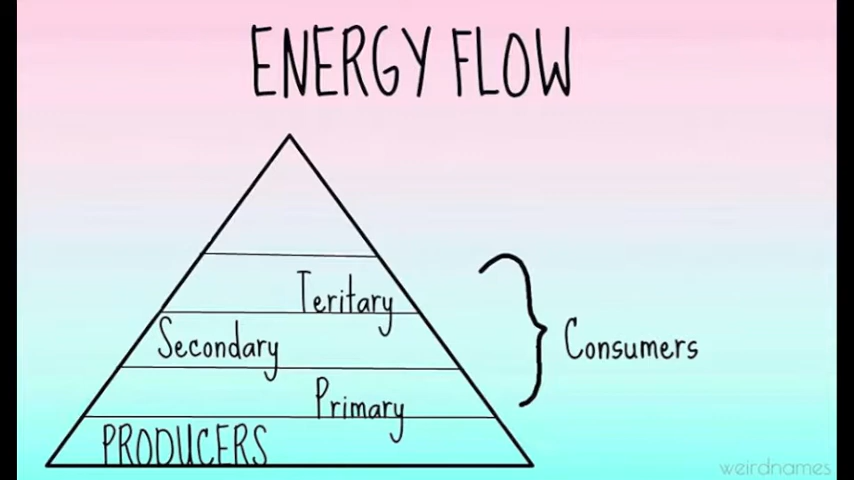 ENERGY FLOW
Teritary
Secondary
Consumers
Primary
PRODUCERS
weirdnames